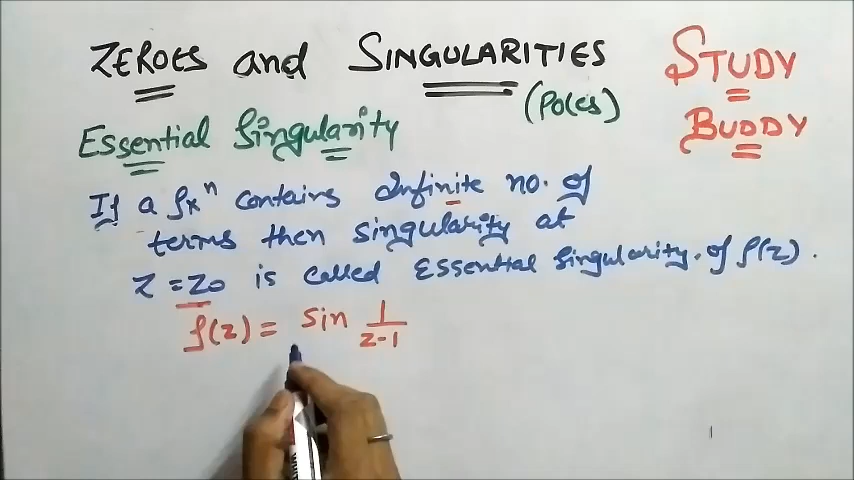 ZEROES and SINGULARITIES
(Poles)
STUDY
BUDDY
Essential Singularity
If a fxⁿ contains Infinite no. of
terms then singularity at
z = z0 is called Essential Singularity. of f(z).
f(z) = sin 1/(z-1)